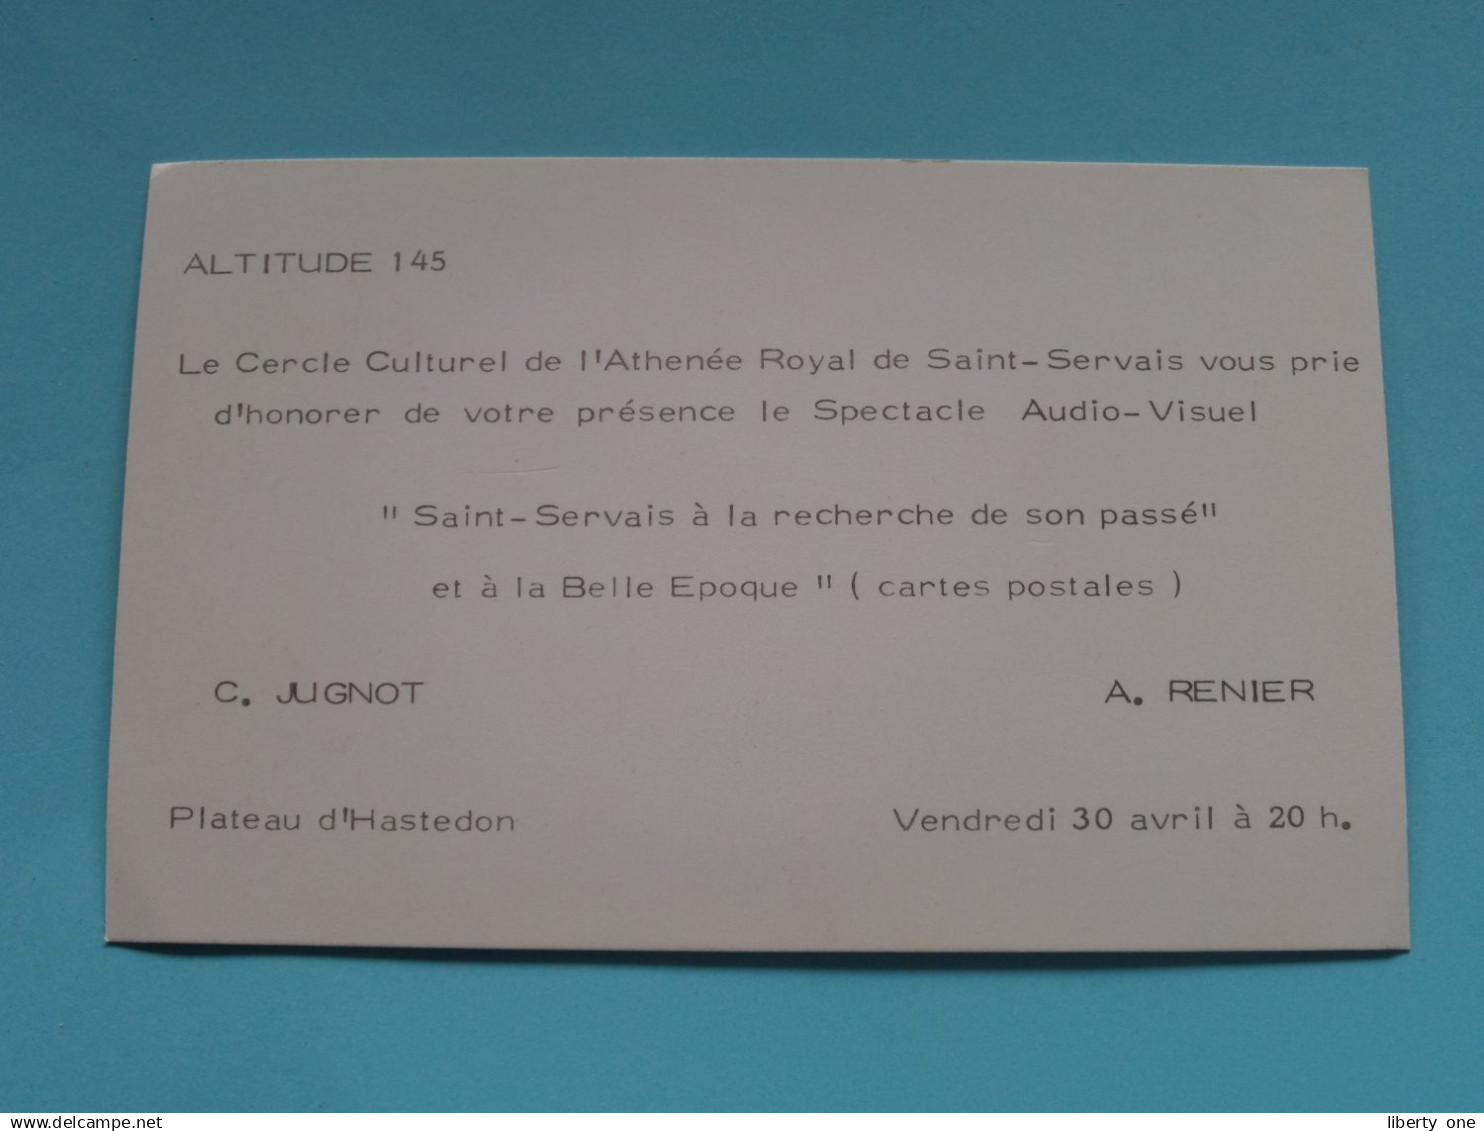 ALTITUDE 145
Le Cercle Culturel de l'Athenée Royal de Saint-Servais vous prie
d'honorer de votre présence le Spectacle Audio-Visuel
" Saint-Servais à la recherche de son passé"
et à la Belle Epoque " ( cartes postales )
C. JUGNOT A. RENIER
Plateau d'Hastedon Vendredi 30 avril à 20 h.
www.delcampe.net liberty_one